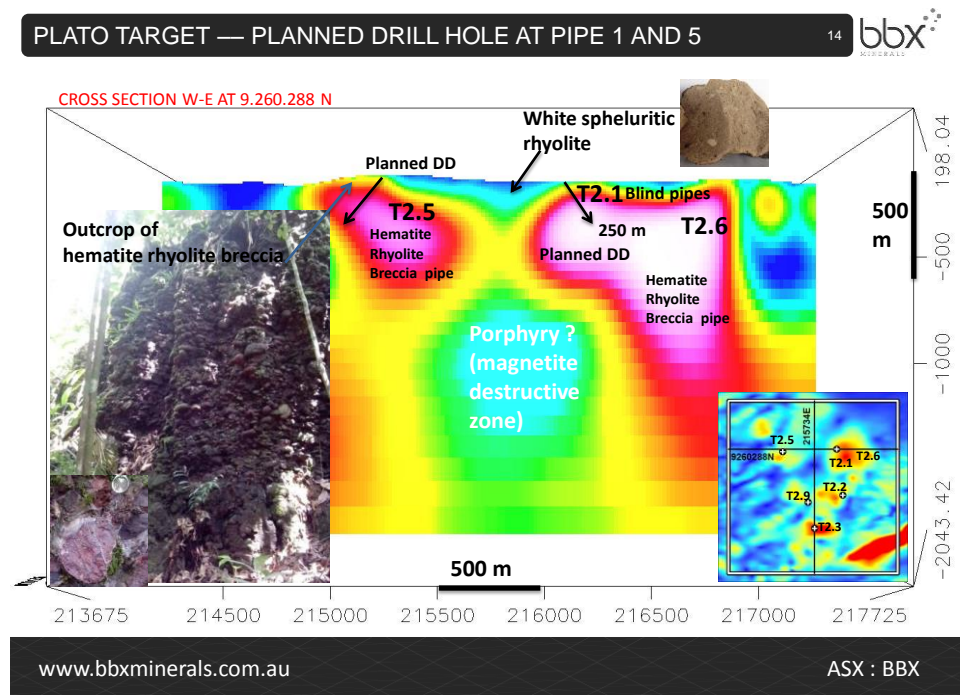 PLATO TARGET –– PLANNED DRILL HOLE AT PIPE 1 AND 5
14
bbx
MINERALS
CROSS SECTION W-E AT 9.260.288 N
White spheluritic
rhyolite
Planned DD
T2.1 Blind pipes
T2.5
T2.6
250 m
Planned DD
Hematite
Rhyolite
Breccia pipe
Outcrop of
hematite rhyolite breccia
Hematite
Rhyolite
Breccia pipe
Porphyry ?
(magnetite
destructive
zone)
500
m
198.04
-500
-1000
-2043.42
215734E
9260288N
T2.5
T2.6
T2.1
T2.2
T2.9
T2.3
500 m
213675
214500
215000
215500
216000
216500
217000
217725
www.bbxminerals.com.au
ASX : BBX